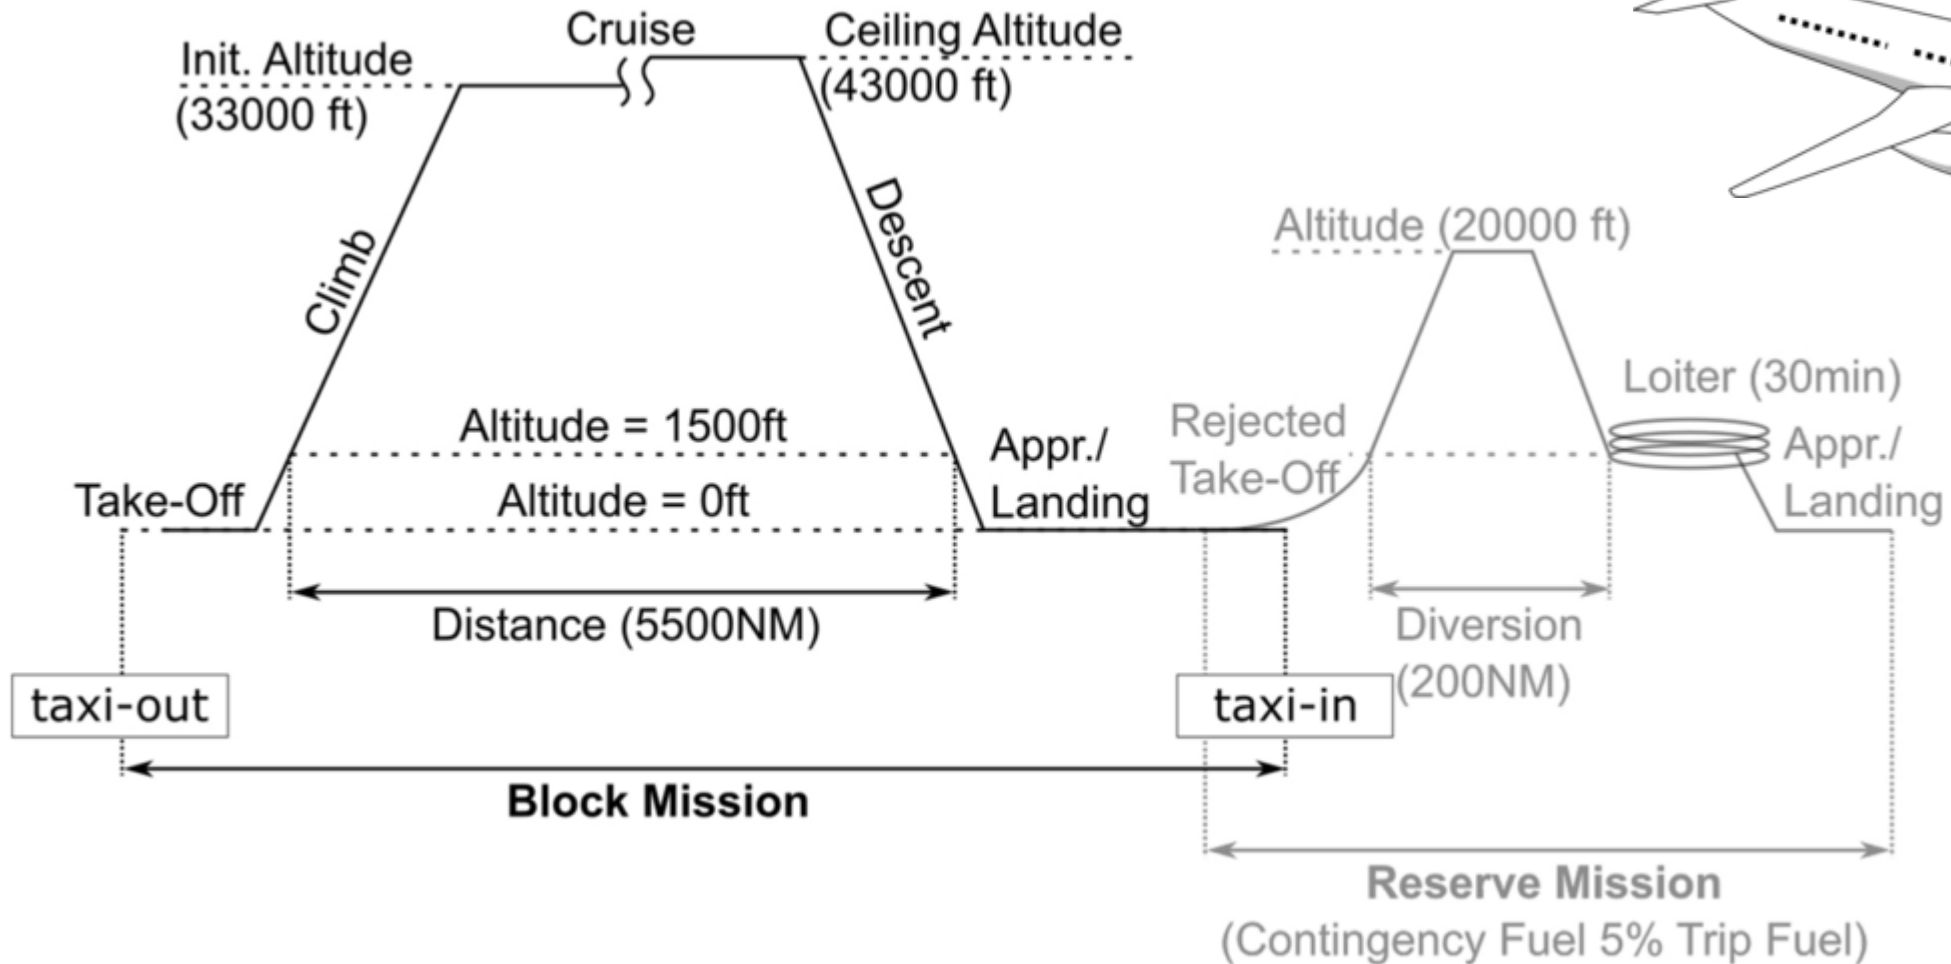 Cruise
Ceiling Altitude
(43000 ft)
Init. Altitude
(33000 ft)
Climb
Descent
Altitude = 1500ft
Altitude = 0ft
Take-Off
Appr./
Landing
Distance (5500NM)
taxi-out
taxi-in
Block Mission
Altitude (20000 ft)
Rejected
Take-Off
Loiter (30min)
Appr./
Landing
Diversion
(200NM)
Reserve Mission
(Contingency Fuel 5% Trip Fuel)